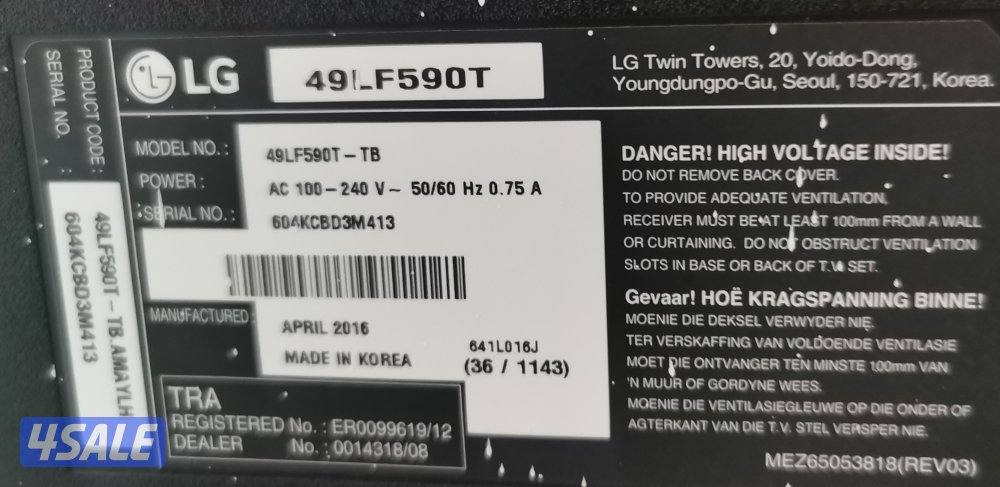 PRODUCT CODE : 49LF590T - TB.AMAYLH
SERIAL NO. : 604KCBD3M413
LG
49LF590T
LG Twin Towers, 20, Yoido-Dong,
Youngdungpo-Gu, Seoul, 150-721, Korea.
MODEL NO. : 49LF590T - TB
POWER : AC 100 - 240 V ~ 50/60 Hz 0.75 A
SERIAL NO. : 604KCBD3M413
MANUFACTURED : APRIL 2016
MADE IN KOREA
641L016J
(36 / 1143)
TRA
REGISTERED No. : ER0099619/12
DEALER No. : 0014318/08
DANGER! HIGH VOLTAGE INSIDE!
DO NOT REMOVE BACK COVER.
TO PROVIDE ADEQUATE VENTILATION,
RECEIVER MUST BE AT LEAST 100mm FROM A WALL
OR CURTAINING. DO NOT OBSTRUCT VENTILATION
SLOTS IN BASE OR BACK OF T.V. SET.
Gevaar! HOË KRAGSPANNING BINNE!
MOENIE DIE DEKSEL VERWYDER NIE.
TER VERSKAFFING VAN VOLDOENDE VENTILASIE
MOET DIE ONTVANGER TEN MINSTE 100mm VAN
'N MUUR OF GORDYNE WEES.
MOENIE DIE VENTILASIEGLEUWE OP DIE ONDER OF
AGTERKANT VAN DIE T.V. STEL VERSPER NIE.
MEZ65053818(REV03)
4SALE